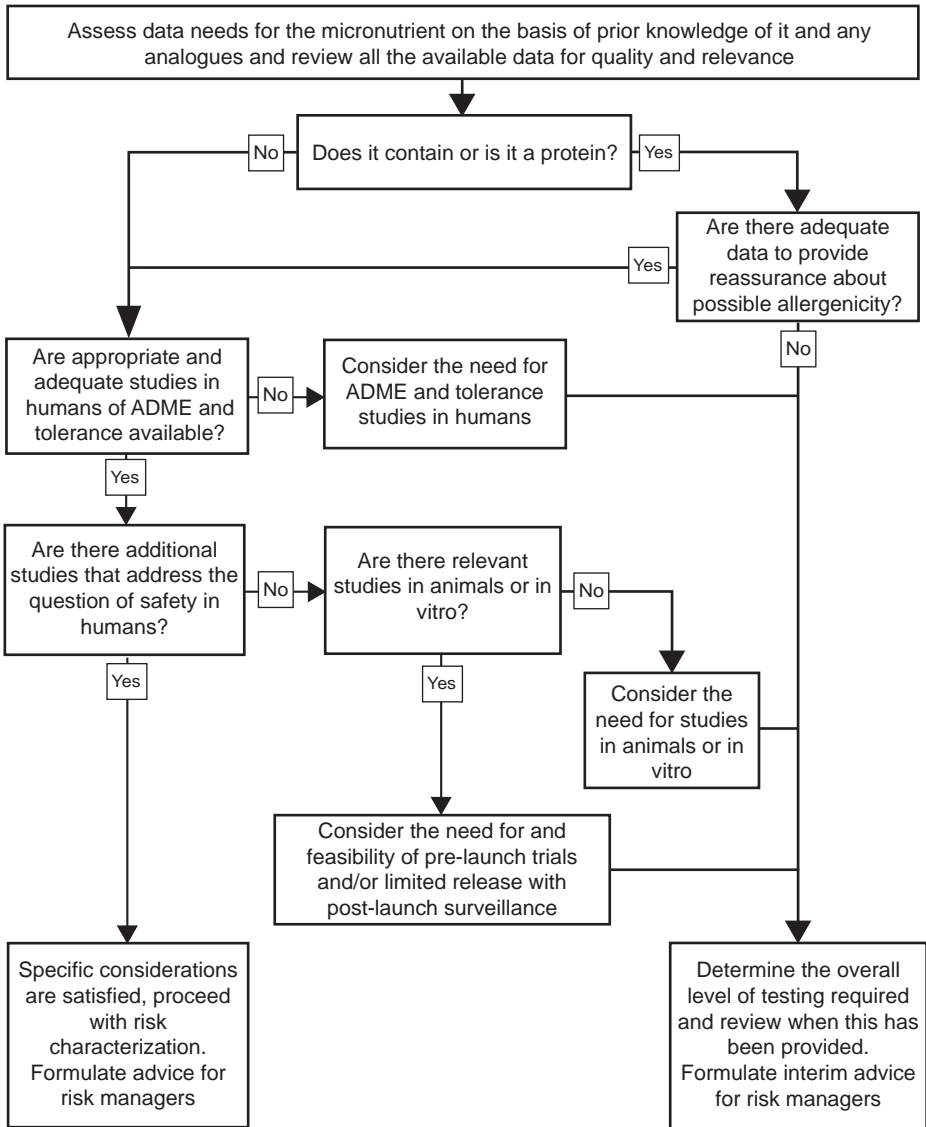 Assess data needs for the micronutrient on the basis of prior knowledge of it and any
analogues and review all the available data for quality and relevance
No
Does it contain or is it a protein?
Yes
Are there adequate
data to provide
reassurance about
possible allergenicity?
Yes
No
Are appropriate and
adequate studies in
humans of ADME and
tolerance available?
No
Consider the need for
ADME and tolerance
studies in humans
Yes
Are there additional
studies that address the
question of safety in
humans?
No
Are there relevant
studies in animals or in
vitro?
No
Yes
Yes
Consider the
need for studies
in animals or in
vitro
Consider the need for and
feasibility of pre-launch trials
and/or limited release with
post-launch surveillance
Specific considerations
are satisfied, proceed
with risk
characterization.
Formulate advice for
risk managers
Determine the overall
level of testing required
and review when this has
been provided.
Formulate interim advice
for risk managers